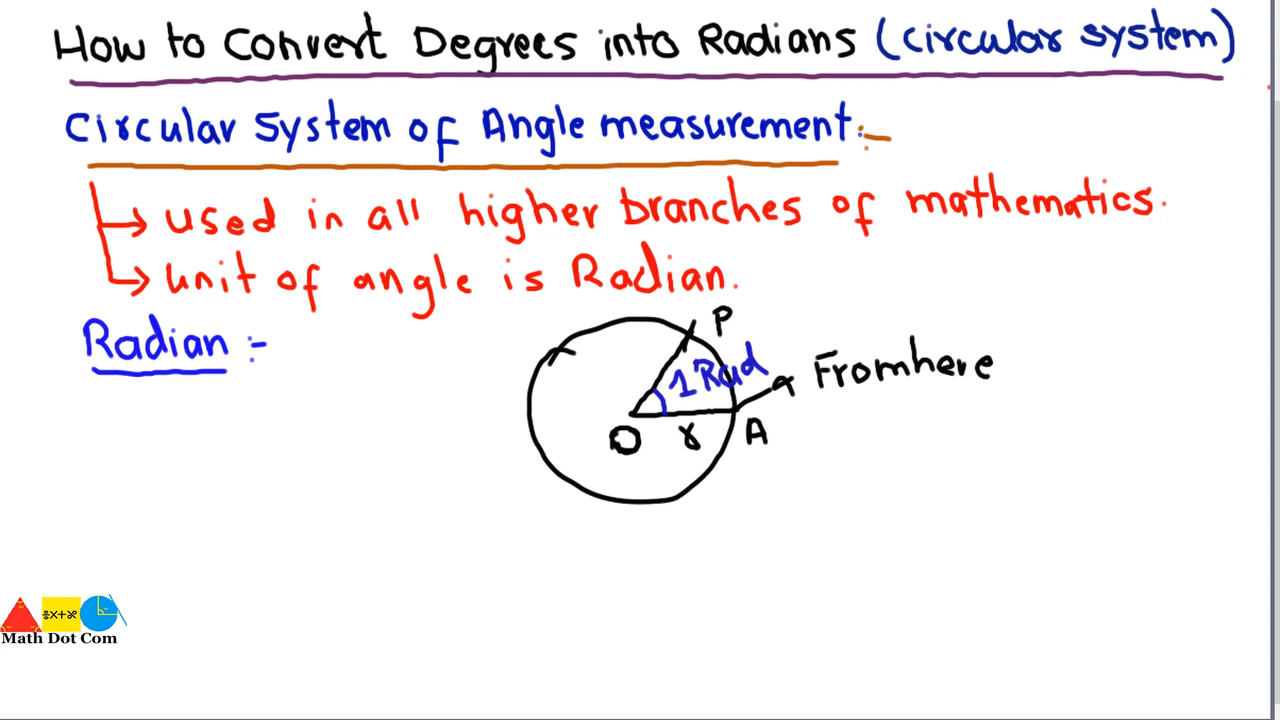 How to Convert Degrees into Radians (circular system)
Circular System of Angle measurement:-
→ used in all higher branches of mathematics.
→ unit of angle is Radian.
Radian :-
P
1 Rad
From here
O
r
A
÷x+
Math Dot Com